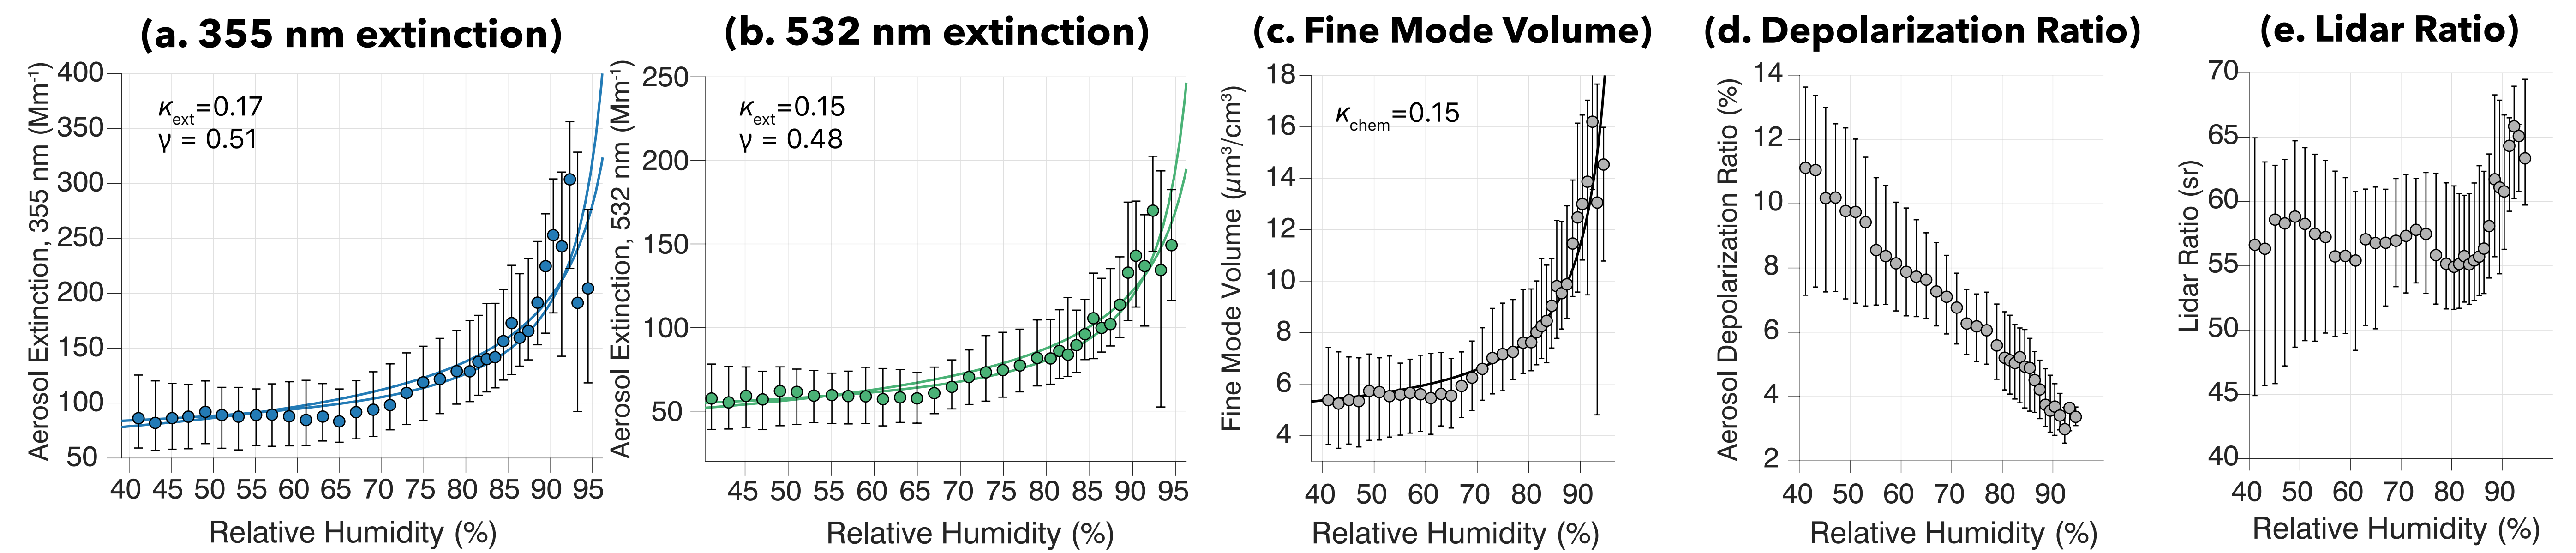 (a. 355 nm extinction)
Aerosol Extinction, 355 nm (Mm-1)
400
350
300
250
200
150
100
50
κext=0.17
γ = 0.51
40 45 50 55 60 65 70 75 80 85 90 95
Relative Humidity (%)
(b. 532 nm extinction)
Aerosol Extinction, 532 nm (Mm-1)
250
200
150
100
50
κext=0.15
γ = 0.48
45 50 55 60 65 70 75 80 85 90 95
Relative Humidity (%)
(c. Fine Mode Volume)
Fine Mode Volume (μm3/cm3)
18
16
14
12
10
8
6
4
κchem=0.15
40 50 60 70 80 90
Relative Humidity (%)
(d. Depolarization Ratio)
Aerosol Depolarization Ratio (%)
14
12
10
8
6
4
2
40 50 60 70 80 90
Relative Humidity (%)
(e. Lidar Ratio)
Lidar Ratio (sr)
70
65
60
55
50
45
40
40 50 60 70 80 90
Relative Humidity (%)